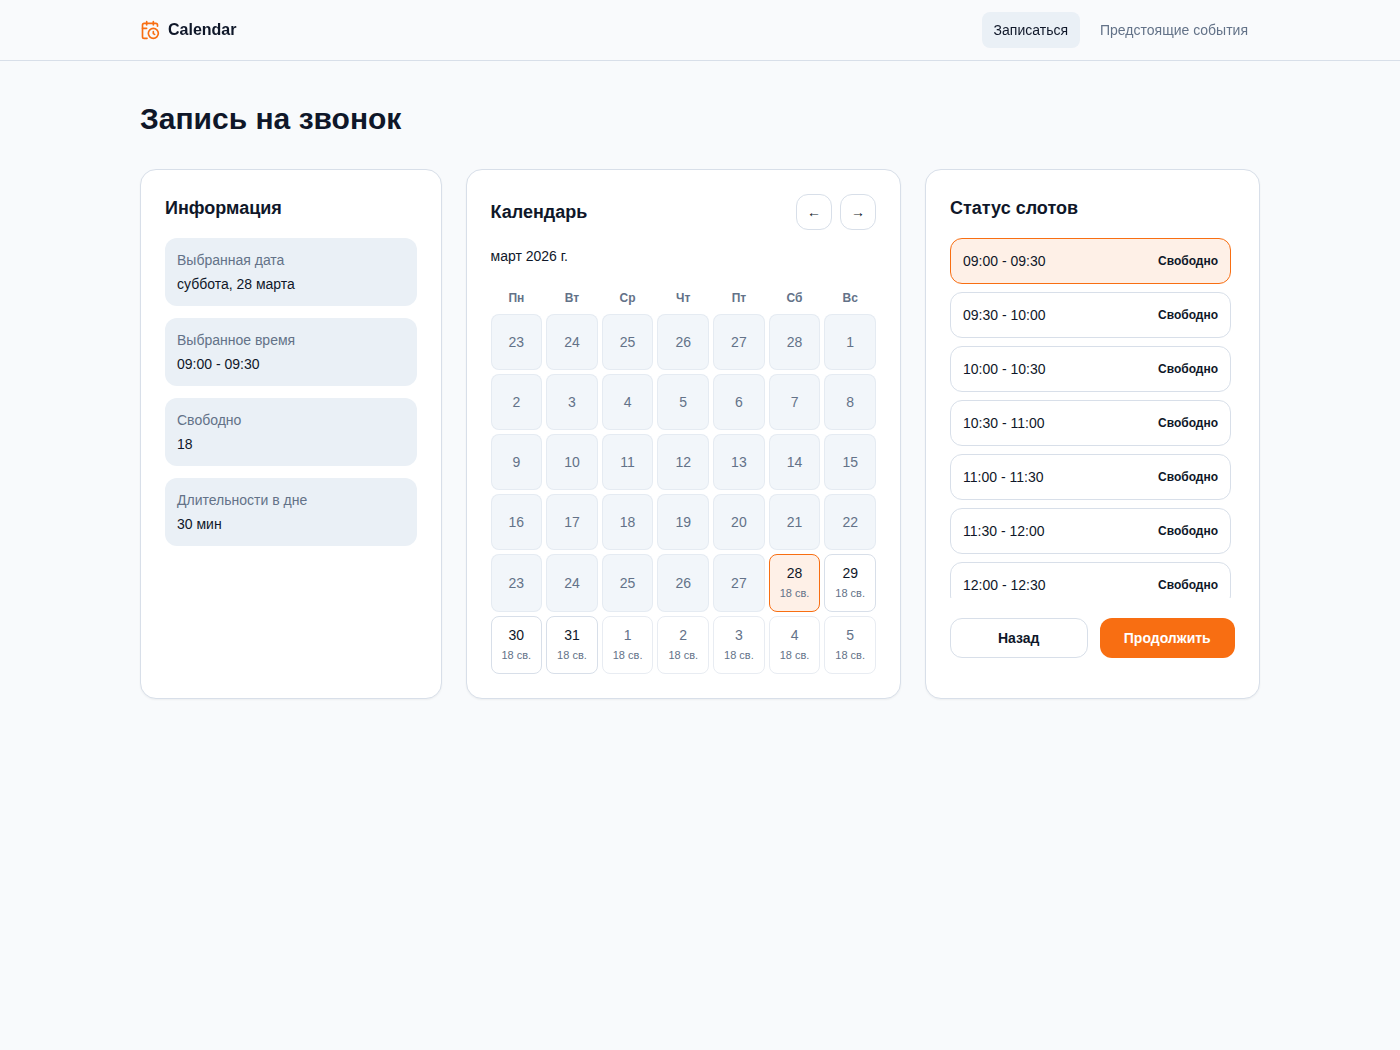 Calendar
Записаться
Предстоящие события
Запись на звонок
Информация
Выбранная дата
суббота, 28 марта
Выбранное время
09:00 - 09:30
Свободно
18
Длительности в дне
30 мин
Календарь
← →
март 2026 г.
Пн Вт Ср Чт Пт Сб Вс
23 24 25 26 27 28 1
2 3 4 5 6 7 8
9 10 11 12 13 14 15
16 17 18 19 20 21 22
23 24 25 26 27 28 29
18 св. 18 св.
30 31 1 2 3 4 5
18 св. 18 св. 18 св. 18 св. 18 св. 18 св. 18 св.
Статус слотов
09:00 - 09:30 Свободно
09:30 - 10:00 Свободно
10:00 - 10:30 Свободно
10:30 - 11:00 Свободно
11:00 - 11:30 Свободно
11:30 - 12:00 Свободно
12:00 - 12:30 Свободно
Назад
Продолжить